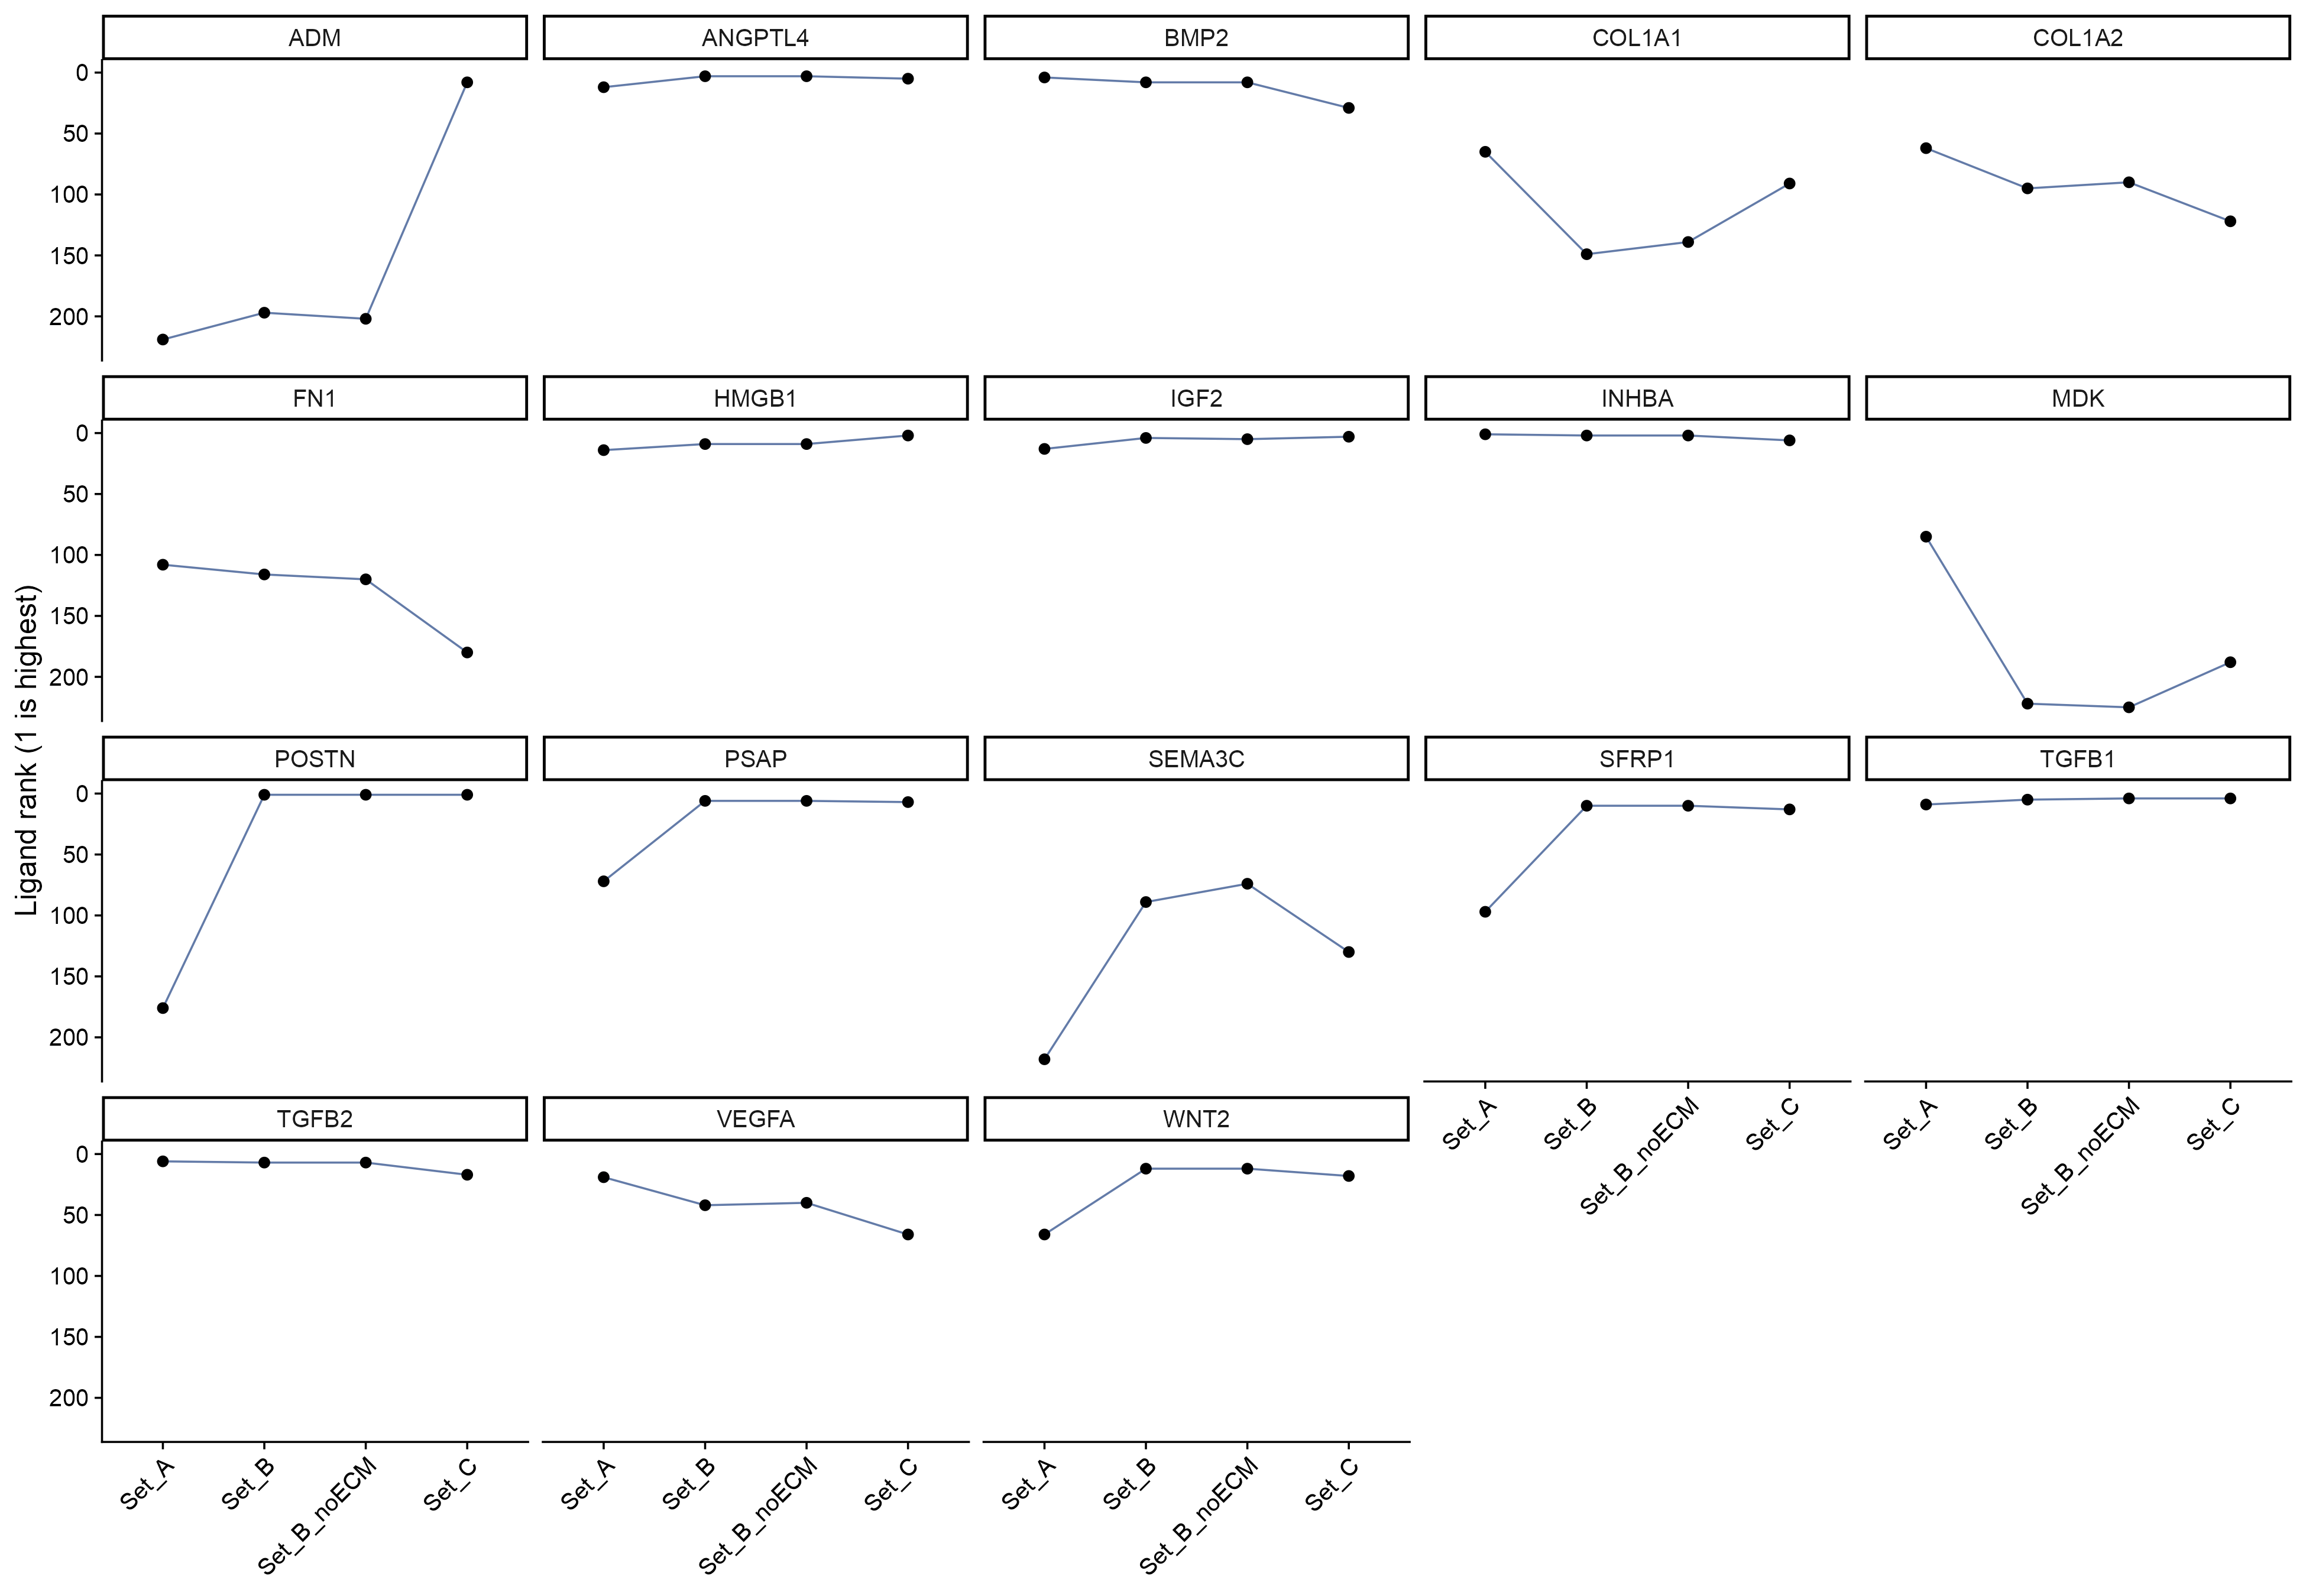 ADM ANGPTL4 BMP2 COL1A1 COL1A2
0
50
100
150
200
FN1 HMGB1 IGF2 INHBA MDK
0
50
100
150
200
Ligand rank (1 is highest)
POSTN PSAP SEMA3C SFRP1 TGFB1
0
50
100
150
200
Set_A Set_B Set_B_noECM Set_C Set_A Set_B Set_B_noECM Set_C
TGFB2 VEGFA WNT2
0
50
100
150
200
Set_A Set_B Set_B_noECM Set_C Set_A Set_B Set_B_noECM Set_C Set_A Set_B Set_B_noECM Set_C